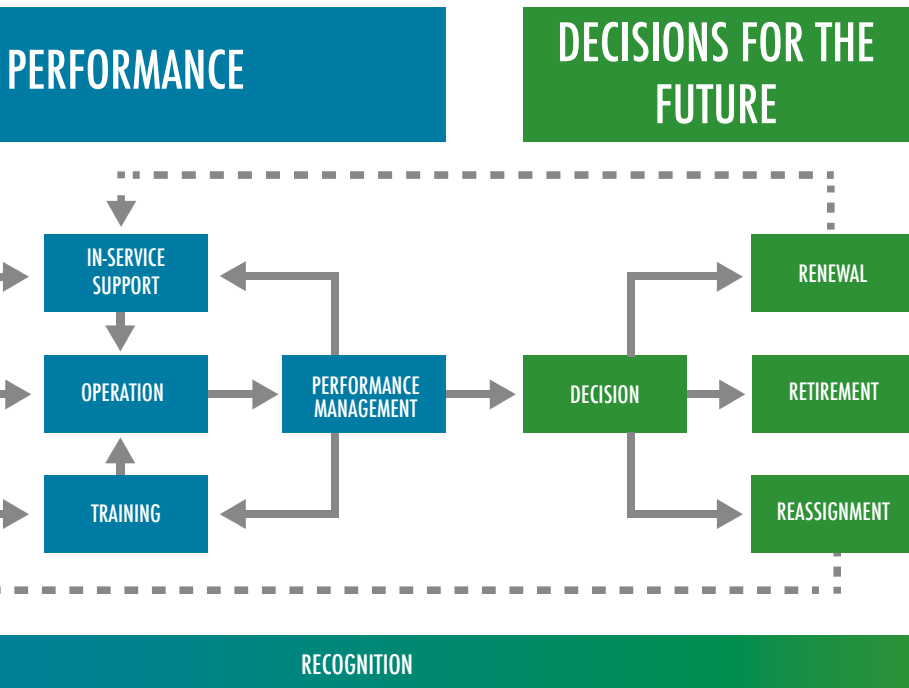 PERFORMANCE
DECISIONS FOR THE
FUTURE
IN-SERVICE
SUPPORT
RENEWAL
OPERATION
PERFORMANCE
MANAGEMENT
DECISION
RETIREMENT
TRAINING
REASSIGNMENT
RECOGNITION